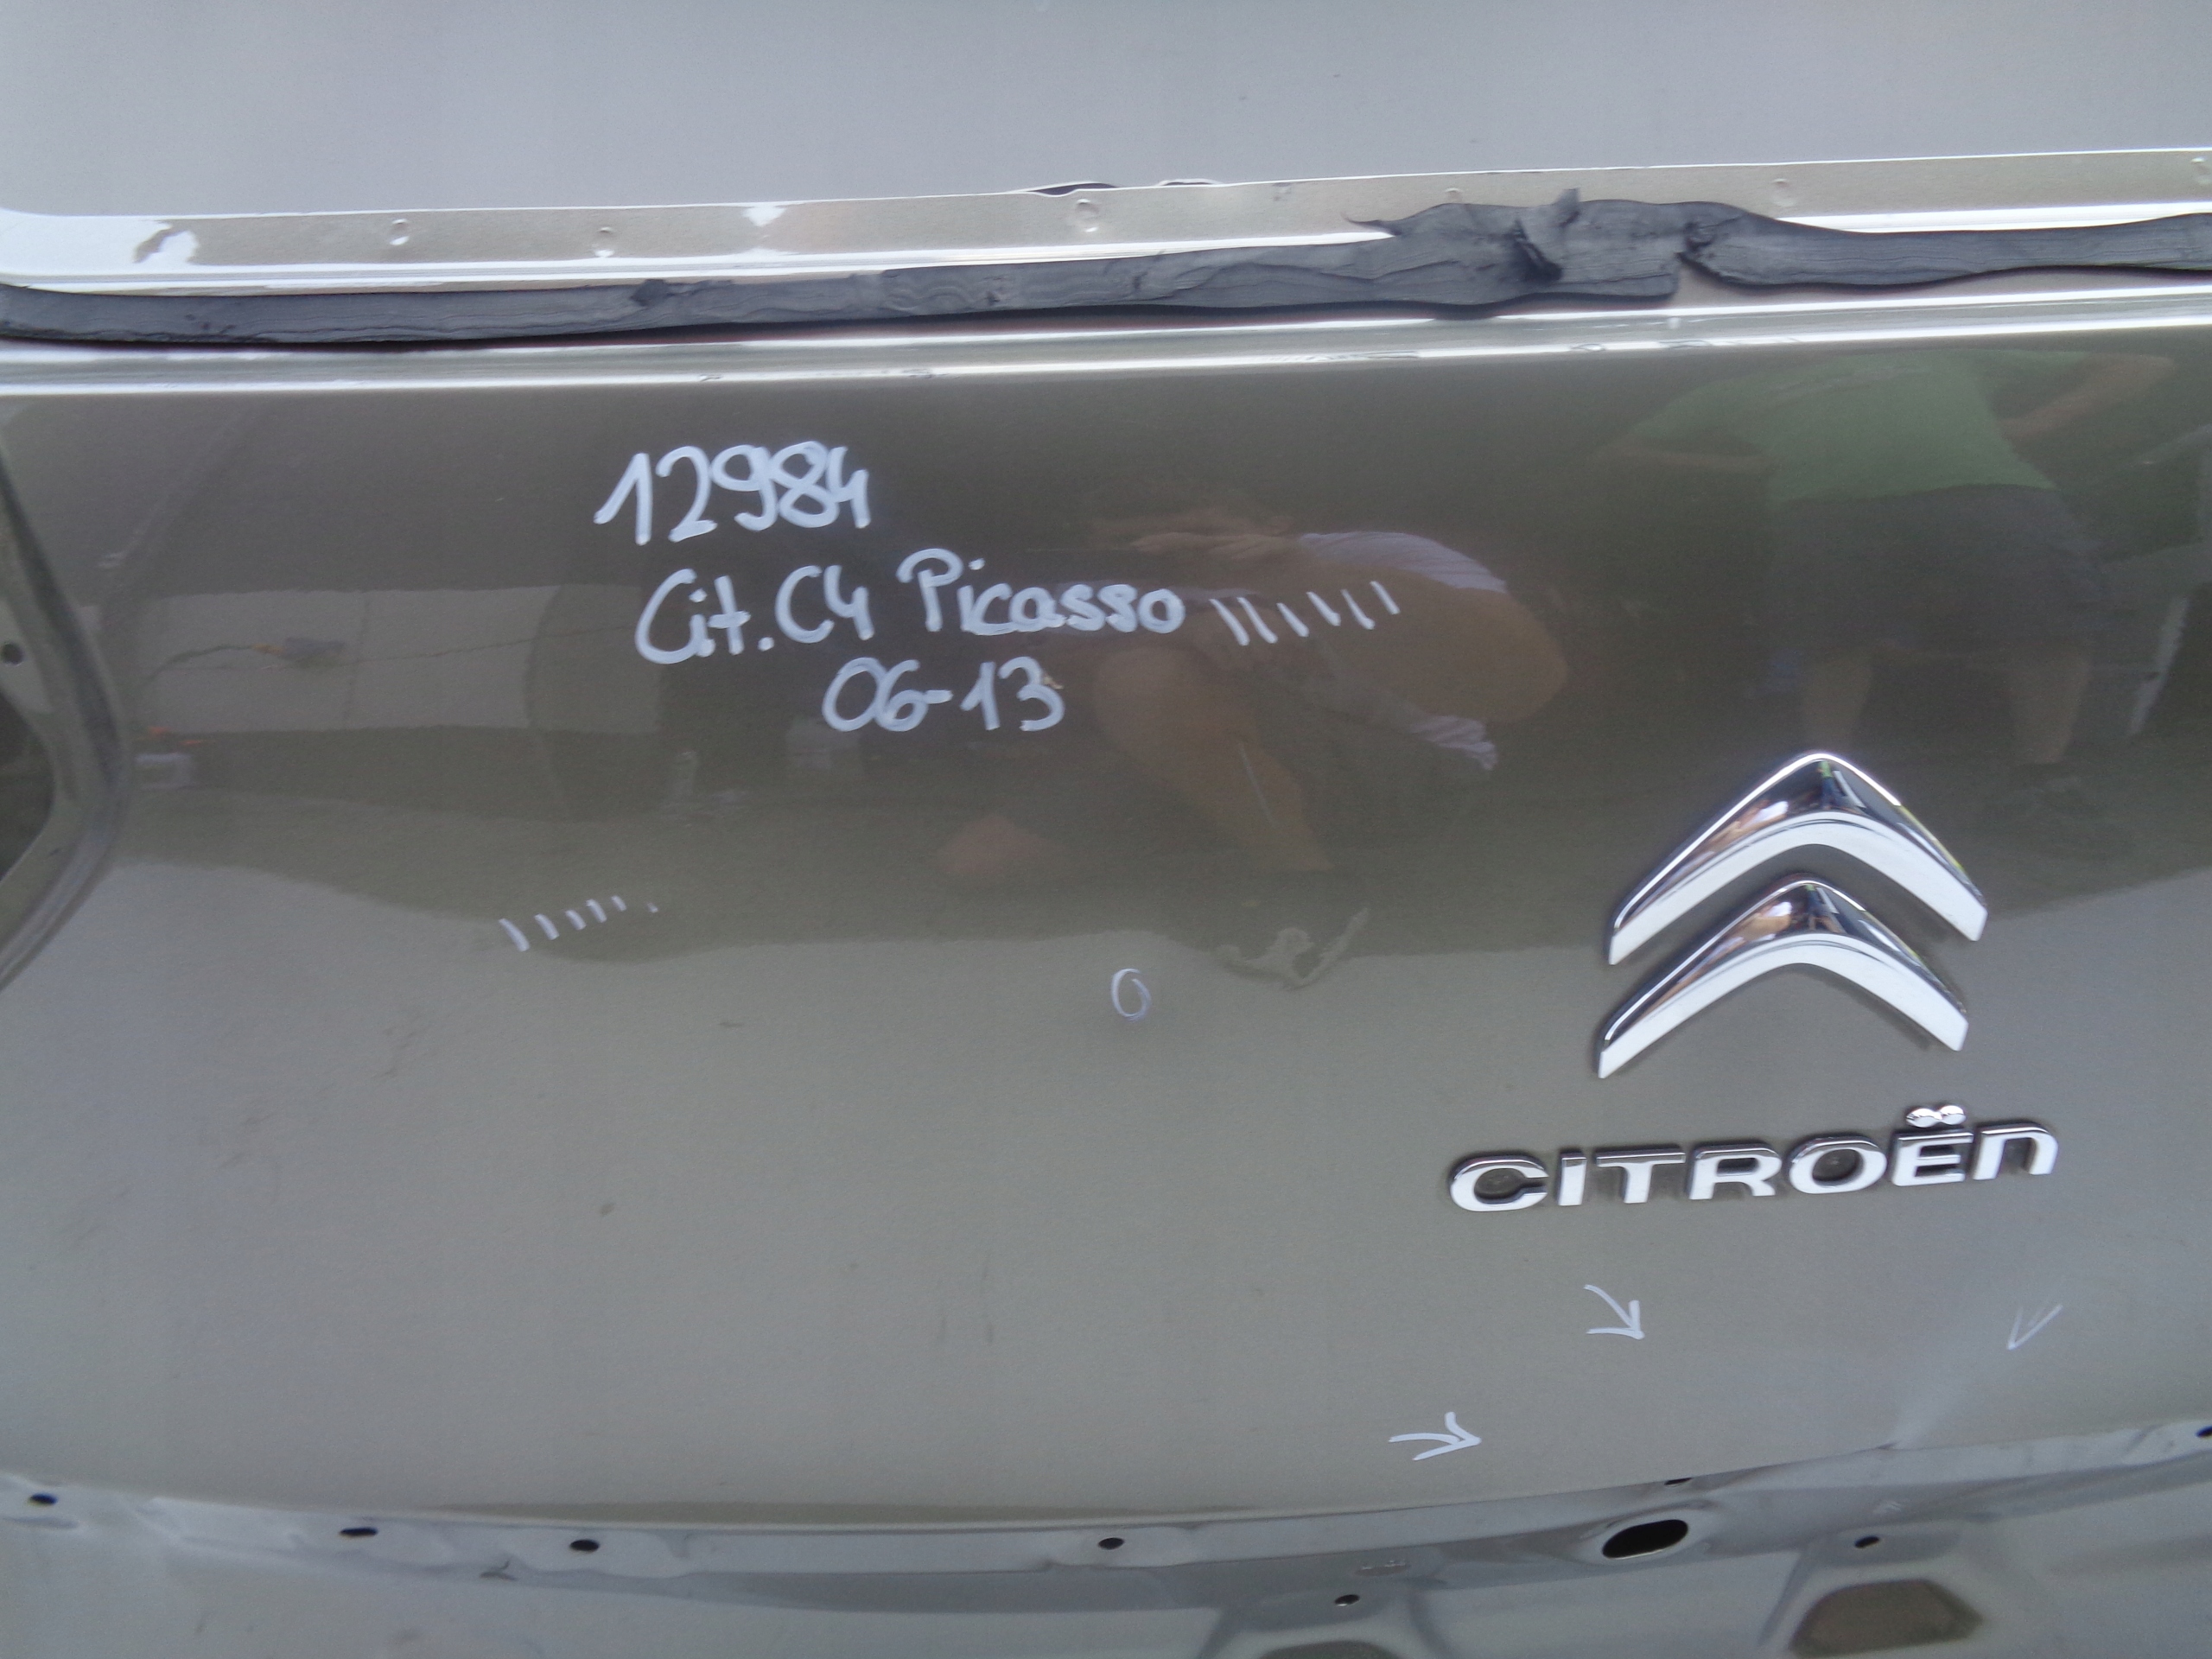 12984
Cit. C4 Picasso
06-13
CITROËN